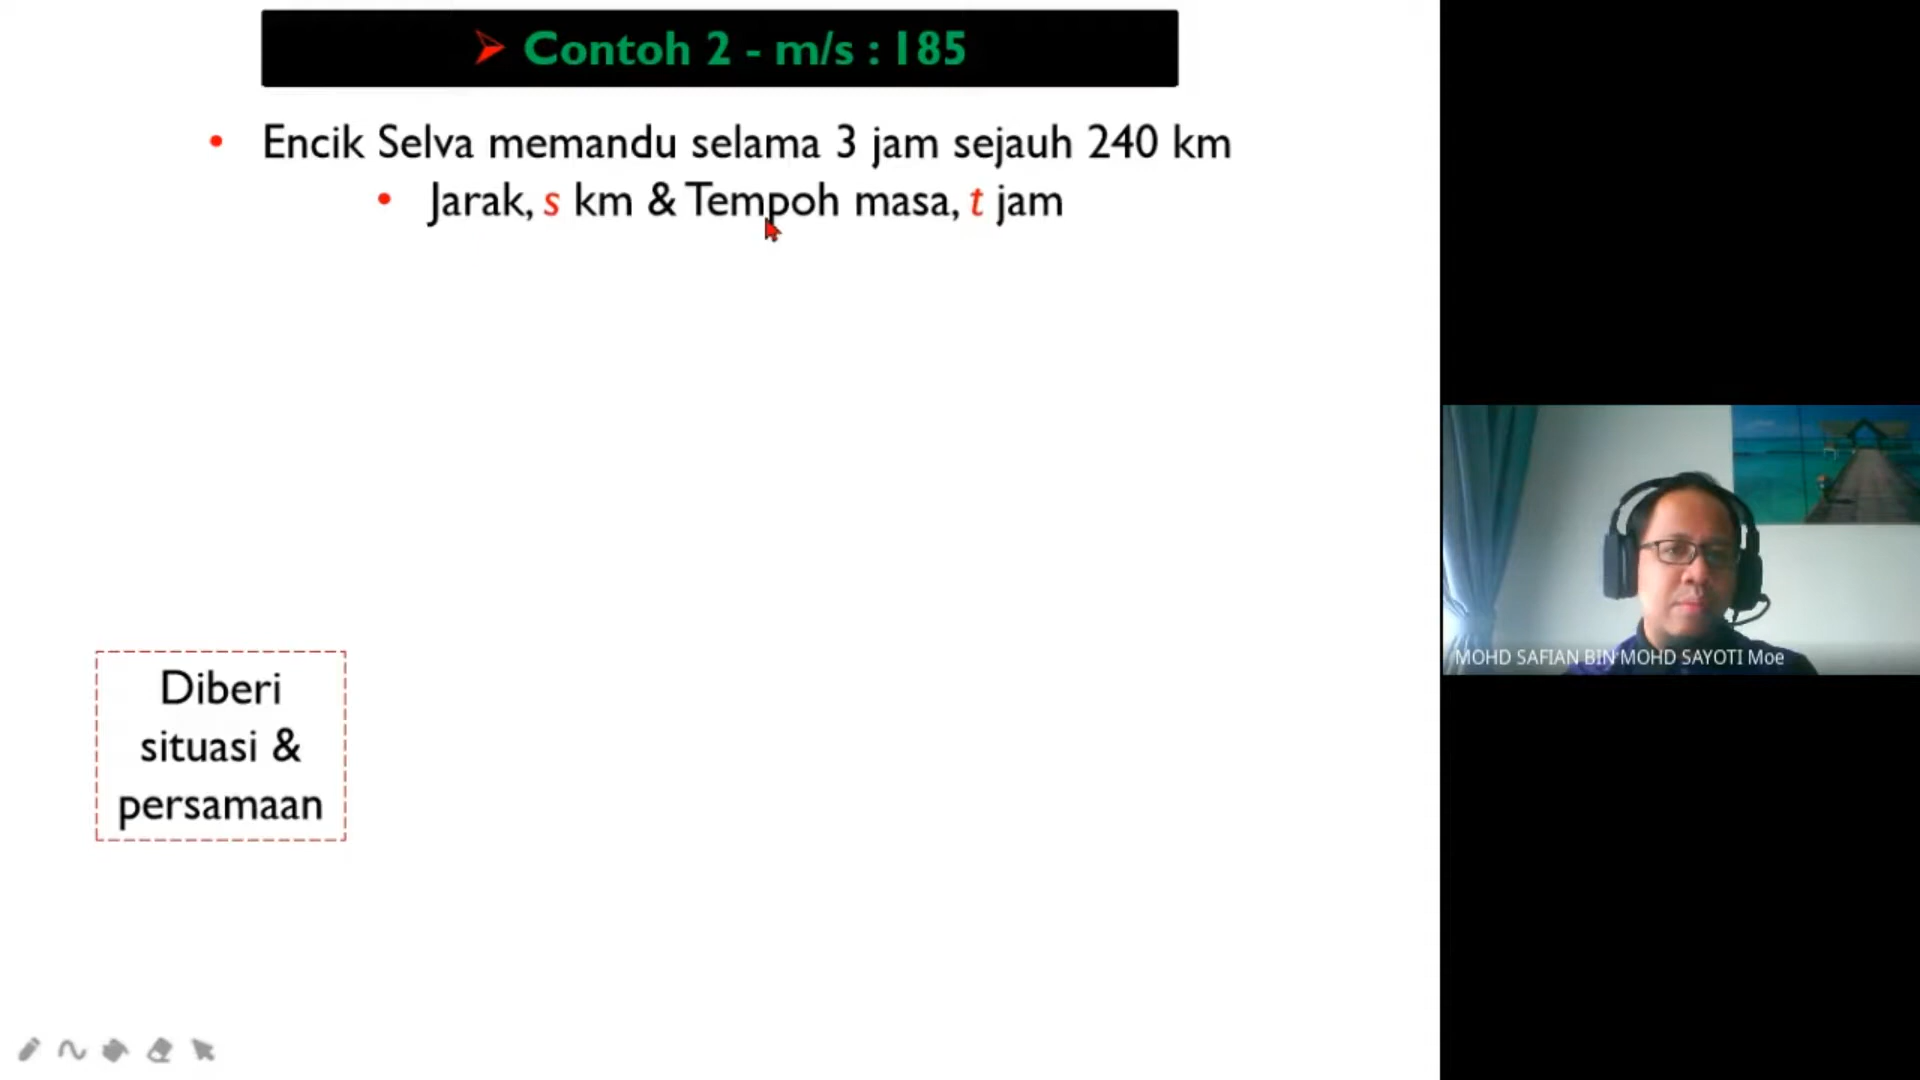 Contoh 2 - m/s : 185
Encik Selva memandu selama 3 jam sejauh 240 km
Jarak, s km & Tempoh masa, t jam
Diberi
situasi &
persamaan
MOHD SAFIAN BIN MOHD SAYOTI Moe